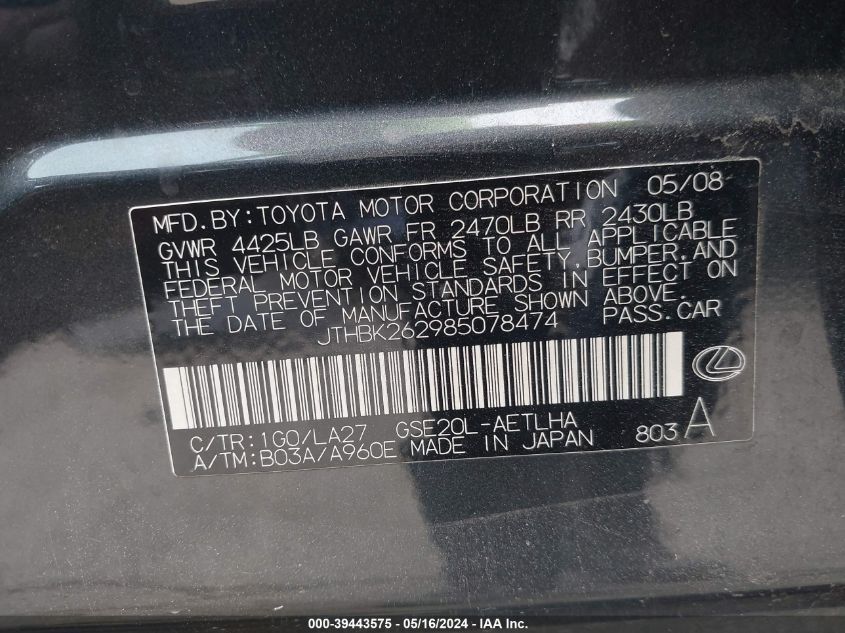 MFD.BY:TOYOTA MOTOR CORPORATION 05/08
GVWR 4425LB GAWR FR 2470LB RR 2430LB
THIS VEHICLE CONFORMS TO ALL APPLICABLE
FEDERAL MOTOR VEHICLE SAFETY,BUMPER,AND
THEFT PREVENTION STANDARDS IN EFFECT ON
THE DATE OF MANUFACTURE SHOWN ABOVE.
JTHBK262985078474 PASS.CAR
C/TR:1G0/LA27 GSE20L-AETLHA
A/TM:B03A/A960E MADE IN JAPAN 803 A
000-39443575 - 05/16/2024 - IAA Inc.